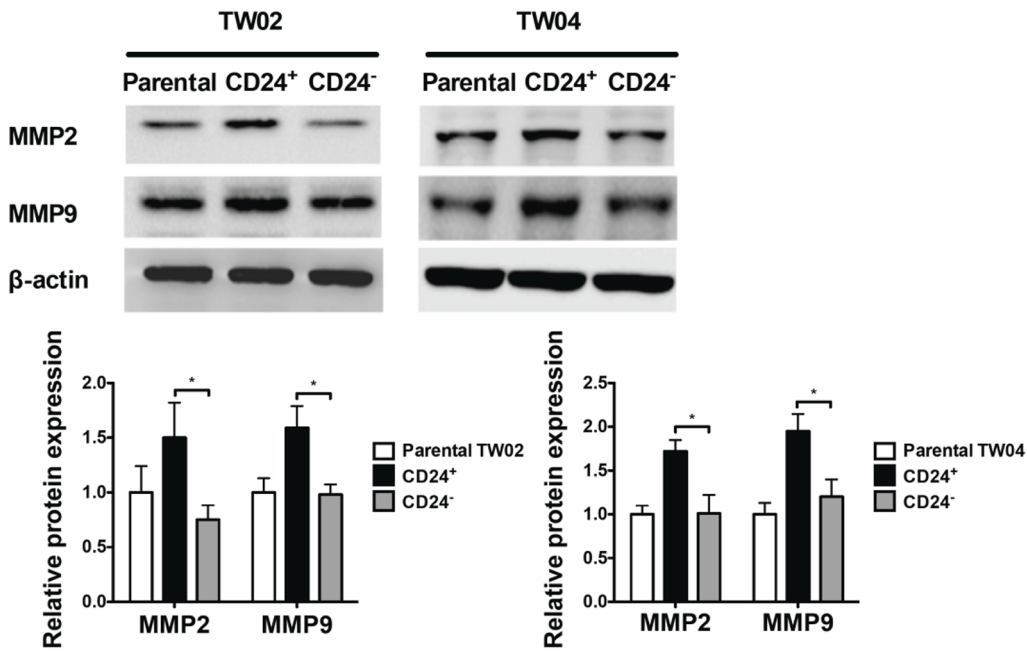 TW02 TW04
Parental CD24⁺ CD24⁻ Parental CD24⁺ CD24⁻
MMP2
MMP9
β-actin
Relative protein expression
2.0
1.5
1.0
0.5
0.0
*
*
MMP2 MMP9
Parental TW02
CD24⁺
CD24⁻
Relative protein expression
2.5
2.0
1.5
1.0
0.5
0.0
*
*
MMP2 MMP9
Parental TW04
CD24⁺
CD24⁻